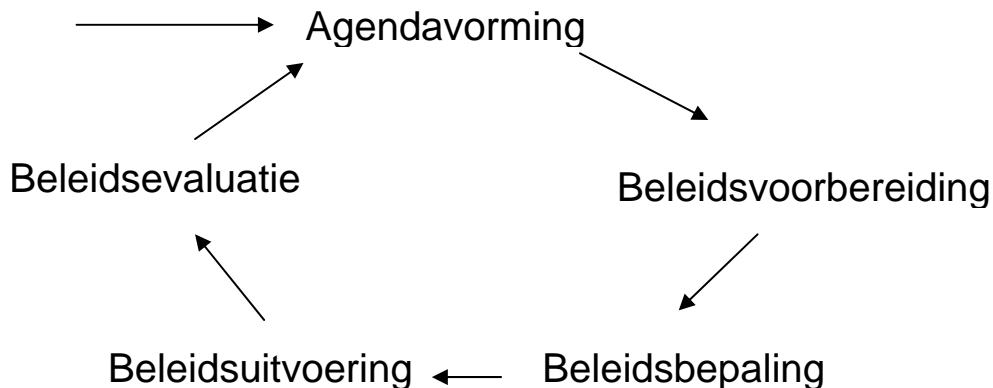 Agendavorming
Beleidsevaluatie
Beleidsvoorbereiding
Beleidsuitvoering
Beleidsbepaling